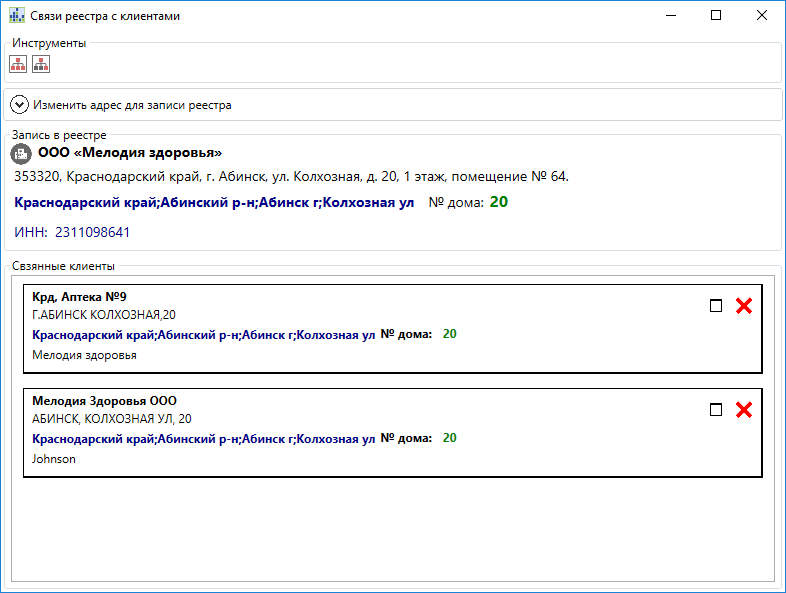 Связи реестра с клиентами
Инструменты
Изменить адрес для записи реестра
Запись в реестре
ООО «Мелодия здоровья»
353320, Краснодарский край, г. Абинск, ул. Колхозная, д. 20, 1 этаж, помещение № 64.
Краснодарский край;Абинский р-н;Абинск г;Колхозная ул № дома: 20
ИНН: 2311098641
Свзянные клиенты
Крд, Аптека №9
Г.АБИНСК КОЛХОЗНАЯ,20
Краснодарский край;Абинский р-н;Абинск г;Колхозная ул № дома: 20
Мелодия здоровья
Мелодия Здоровья ООО
АБИНСК, КОЛХОЗНАЯ УЛ, 20
Краснодарский край;Абинский р-н;Абинск г;Колхозная ул № дома: 20
Johnson